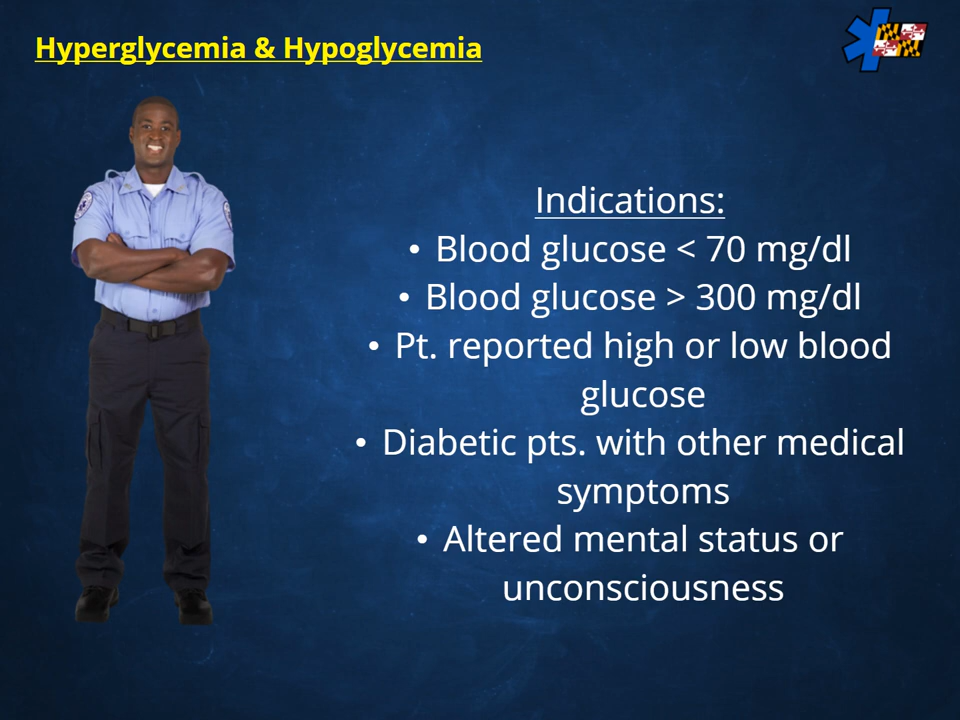 Hyperglycemia & Hypoglycemia
Indications:
• Blood glucose < 70 mg/dl
• Blood glucose > 300 mg/dl
• Pt. reported high or low blood
glucose
• Diabetic pts. with other medical
symptoms
• Altered mental status or
unconsciousness